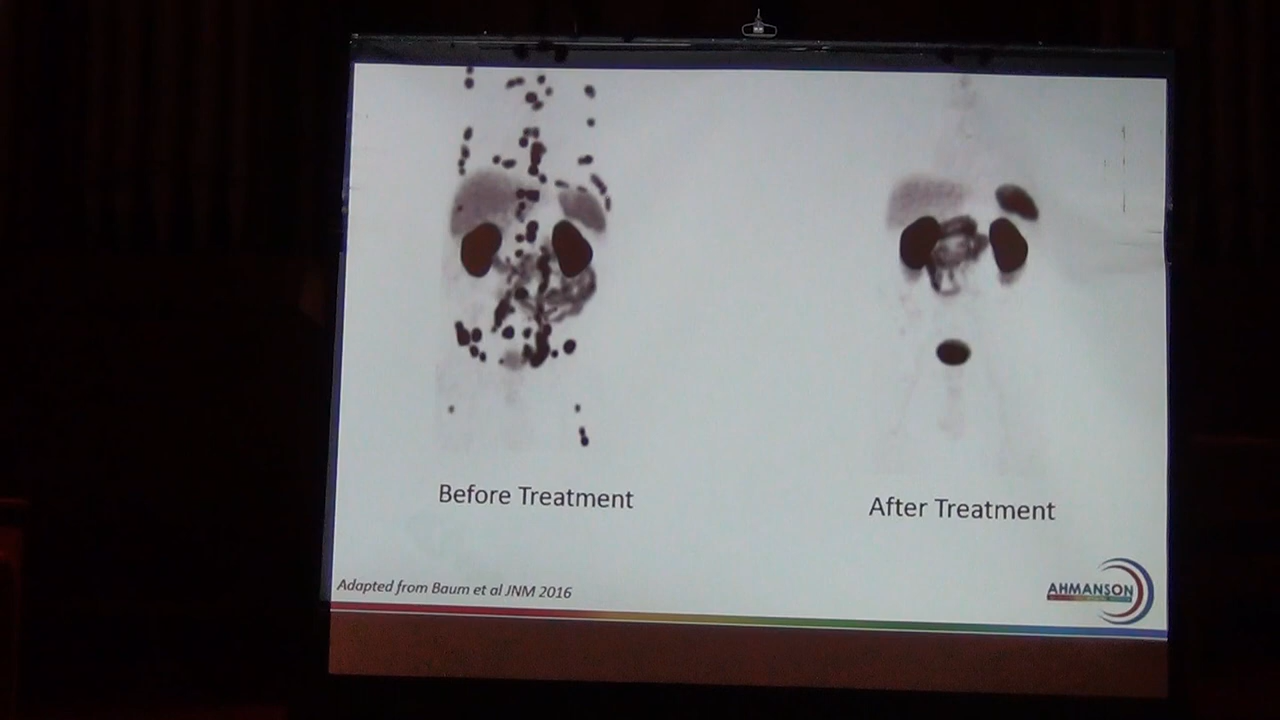 Before Treatment
After Treatment
Adapted from Baum et al JNM 2016
AHMANSON